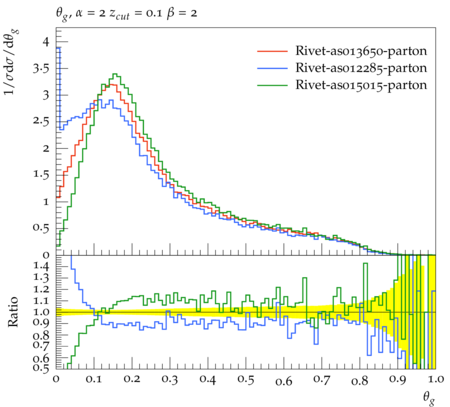 θg, α = 2 zcut = 0.1 β = 2
1/σdσ/dθg
4
3.5
3
2.5
2
1.5
1
0.5
0
Rivet-aso13650-parton
Rivet-aso12285-parton
Rivet-aso15015-parton
Ratio
1.4
1.3
1.2
1.1
1.0
0.9
0.8
0.7
0.6
0.5
0 0.1 0.2 0.3 0.4 0.5 0.6 0.7 0.8 0.9 1.0
θg